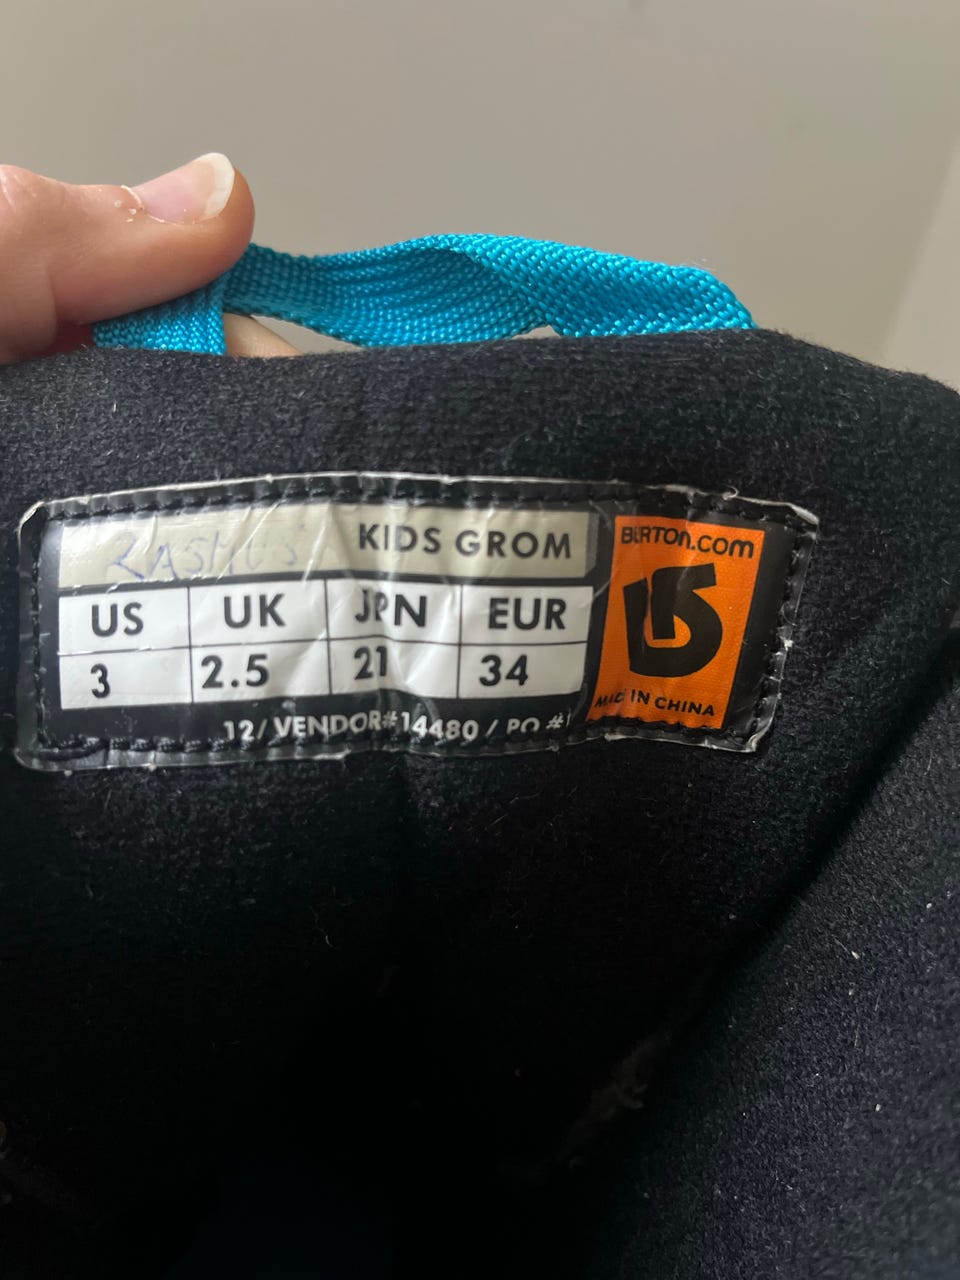 RASMUS KIDS GROM
US UK JPN EUR
3 2.5 21 34
12/ VENDOR#14480 / PO #
BURTON.COM
MADE IN CHINA